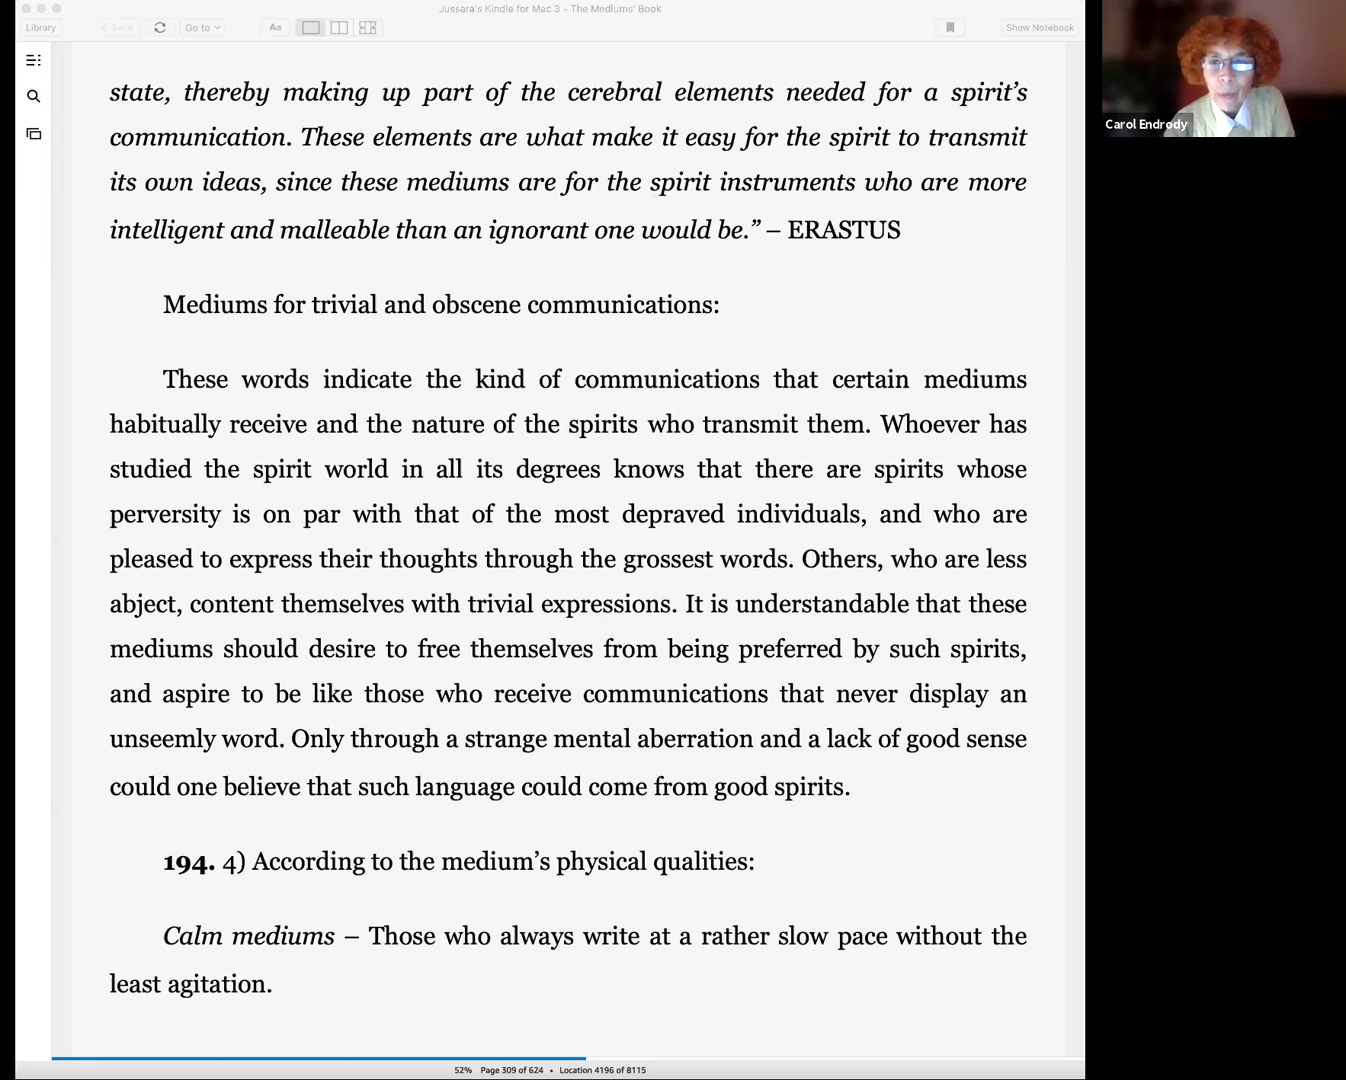 Jussara's Kindle for Mac 3 - The Mediums' Book
Library
Back
Go to
Aa
Show Notebook
state, thereby making up part of the cerebral elements needed for a spirit’s
communication. These elements are what make it easy for the spirit to transmit
its own ideas, since these mediums are for the spirit instruments who are more
intelligent and malleable than an ignorant one would be.” – ERASTUS
Mediums for trivial and obscene communications:
These words indicate the kind of communications that certain mediums
habitually receive and the nature of the spirits who transmit them. Whoever has
studied the spirit world in all its degrees knows that there are spirits whose
perversity is on par with that of the most depraved individuals, and who are
pleased to express their thoughts through the grossest words. Others, who are less
abject, content themselves with trivial expressions. It is understandable that these
mediums should desire to free themselves from being preferred by such spirits,
and aspire to be like those who receive communications that never display an
unseemly word. Only through a strange mental aberration and a lack of good sense
could one believe that such language could come from good spirits.
194. 4) According to the medium’s physical qualities:
Calm mediums – Those who always write at a rather slow pace without the
least agitation.
52% Page 309 of 624 • Location 4196 of 8115
Carol Endrody